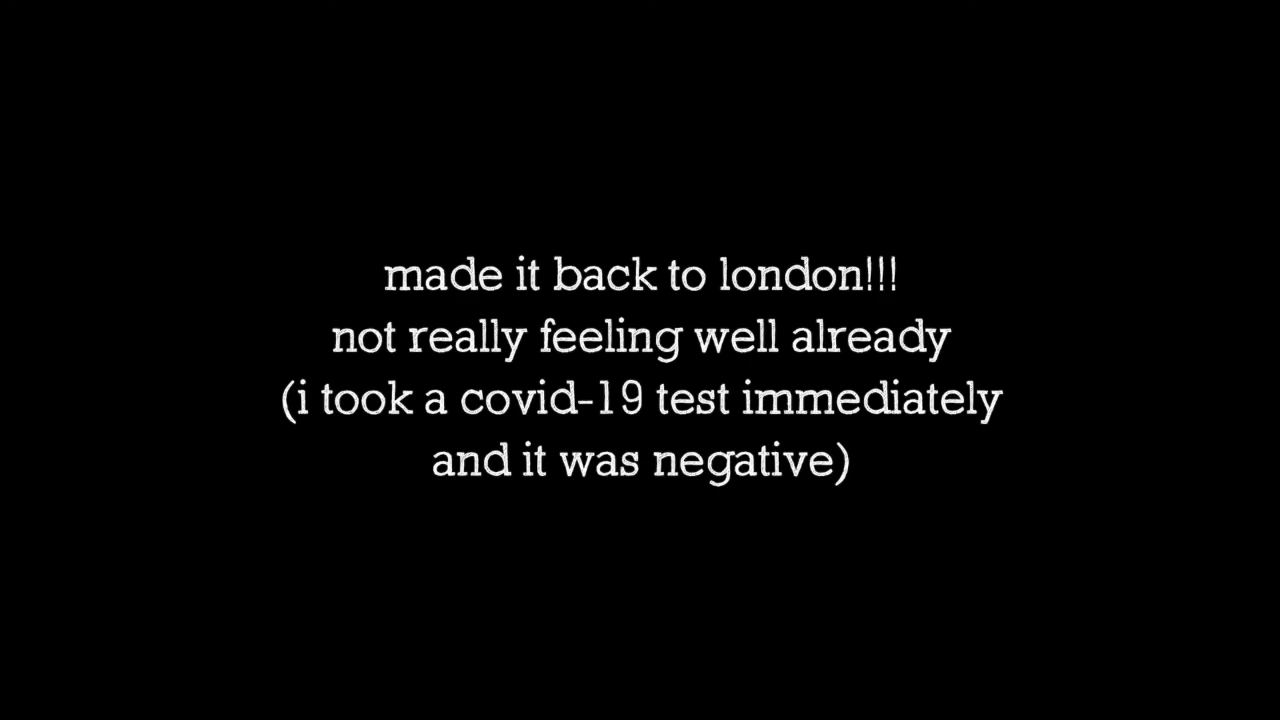 made it back to london!!!
not really feeling well already
(i took a covid-19 test immediately
and it was negative)